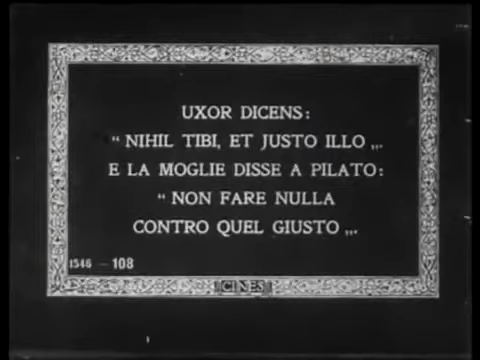 UXOR DICENS:
“ NIHIL TIBI, ET JUSTO ILLO „.
E LA MOGLIE DISSE A PILATO:
“ NON FARE NULLA
CONTRO QUEL GIUSTO „.
1546 — 108
CINES